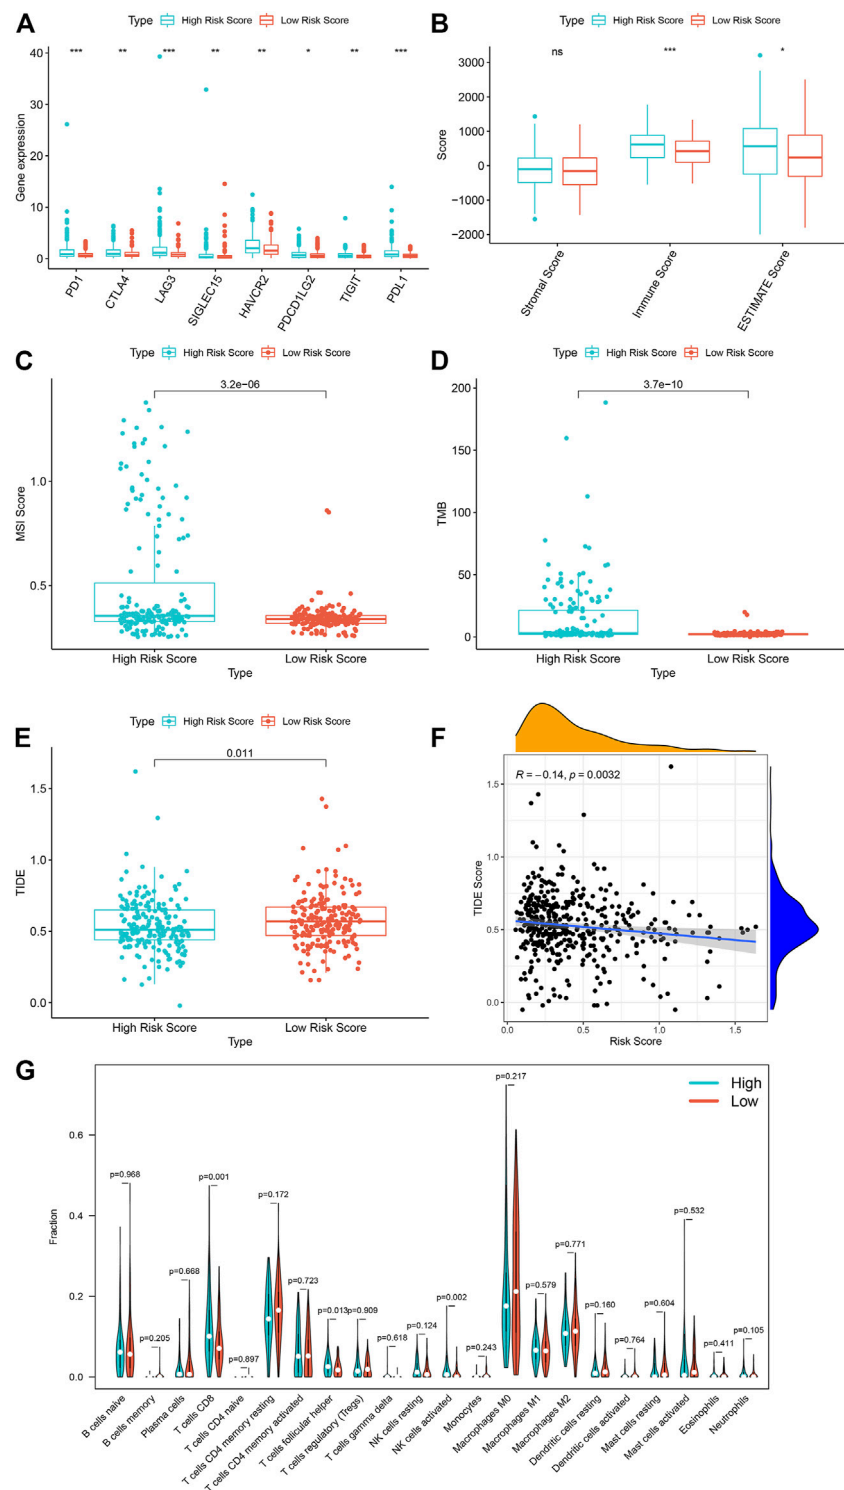 A
Type High Risk Score Low Risk Score
*** ** *** ** ** * ** ***
Gene expression
40
30
20
10
0
PD1
CTLA4
LAG3
SIGLEC15
HAVCR2
PDCD1LG2
TIGIT
PDL1
B
Type High Risk Score Low Risk Score
ns *** *
Score
3000
2000
1000
0
−1000
−2000
Stromal Score
Immune Score
ESTIMATE Score
C
Type High Risk Score Low Risk Score
3.2e−06
MSI Score
1.0
0.5
High Risk Score Low Risk Score
Type
D
Type High Risk Score Low Risk Score
3.7e−10
TMB
200
150
100
50
0
High Risk Score Low Risk Score
Type
E
Type High Risk Score Low Risk Score
0.011
TIDE
1.5
1.0
0.5
0.0
High Risk Score Low Risk Score
Type
F
R = −0.14, p = 0.0032
TIDE Score
1.5
1.0
0.5
0.0
0.0 0.5 1.0 1.5
Risk Score
G
High
Low
Fraction
0.6
0.4
0.2
0.0
p=0.968
p=0.205
p=0.668
p=0.001
p=0.897
p=0.172
p=0.723
p=0.013
p=0.909
p=0.618
p=0.124
p=0.002
p=0.243
p=0.217
p=0.579
p=0.771
p=0.160
p=0.764
p=0.604
p=0.532
p=0.411
p=0.105
B cells naive
B cells memory
Plasma cells
T cells CD8
T cells CD4 naive
T cells CD4 memory resting
T cells CD4 memory activated
T cells follicular helper
T cells regulatory (Tregs)
T cells gamma delta
NK cells resting
NK cells activated
Monocytes
Macrophages M0
Macrophages M1
Macrophages M2
Dendritic cells resting
Dendritic cells activated
Mast cells resting
Mast cells activated
Eosinophils
Neutrophils